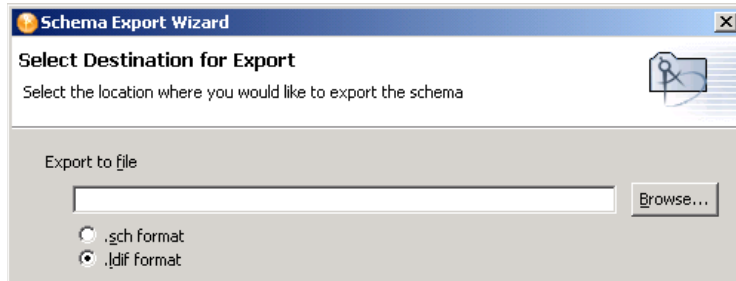 Schema Export Wizard
Select Destination for Export
Select the location where you would like to export the schema
Export to file
Browse...
.sch format
.ldif format